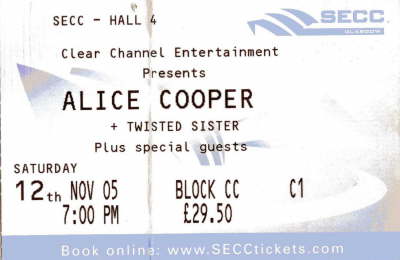 SECC - HALL 4
SECC
GLASGOW
Clear Channel Entertainment
Presents
ALICE COOPER
+ TWISTED SISTER
Plus special guests
SATURDAY
12th NOV 05 BLOCK CC C1
7:00 PM £29.50
Book online: www.SECCtickets.com